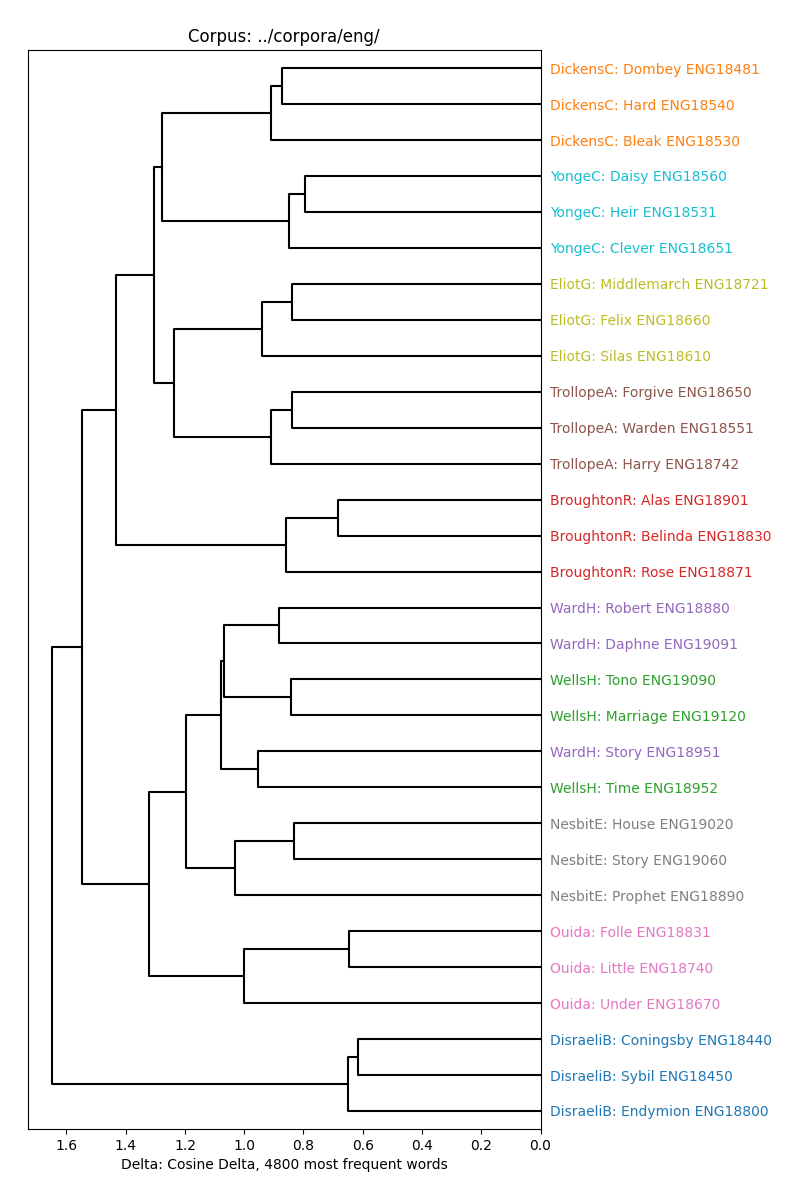 Corpus: ../corpora/eng/
DickensC: Dombey ENG18481
DickensC: Hard ENG18540
DickensC: Bleak ENG18530
YongeC: Daisy ENG18560
YongeC: Heir ENG18531
YongeC: Clever ENG18651
EliotG: Middlemarch ENG18721
EliotG: Felix ENG18660
EliotG: Silas ENG18610
TrollopeA: Forgive ENG18650
TrollopeA: Warden ENG18551
TrollopeA: Harry ENG18742
BroughtonR: Alas ENG18901
BroughtonR: Belinda ENG18830
BroughtonR: Rose ENG18871
WardH: Robert ENG18880
WardH: Daphne ENG19091
WellsH: Tono ENG19090
WellsH: Marriage ENG19120
WardH: Story ENG18951
WellsH: Time ENG18952
NesbitE: House ENG19020
NesbitE: Story ENG19060
NesbitE: Prophet ENG18890
Ouida: Folle ENG18831
Ouida: Little ENG18740
Ouida: Under ENG18670
DisraeliB: Coningsby ENG18440
DisraeliB: Sybil ENG18450
DisraeliB: Endymion ENG18800
1.6 1.4 1.2 1.0 0.8 0.6 0.4 0.2 0.0
Delta: Cosine Delta, 4800 most frequent words